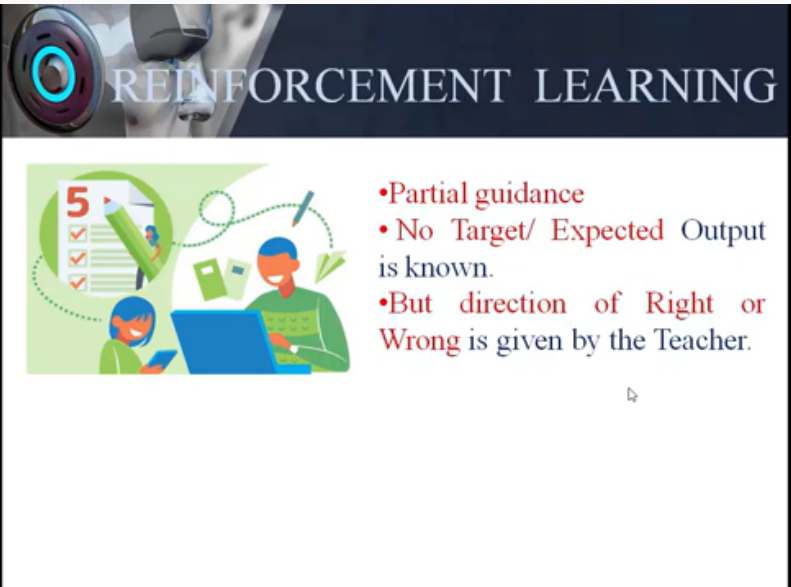 REINFORCEMENT LEARNING
5
•Partial guidance
• No Target/ Expected Output
is known.
•But direction of Right or
Wrong is given by the Teacher.